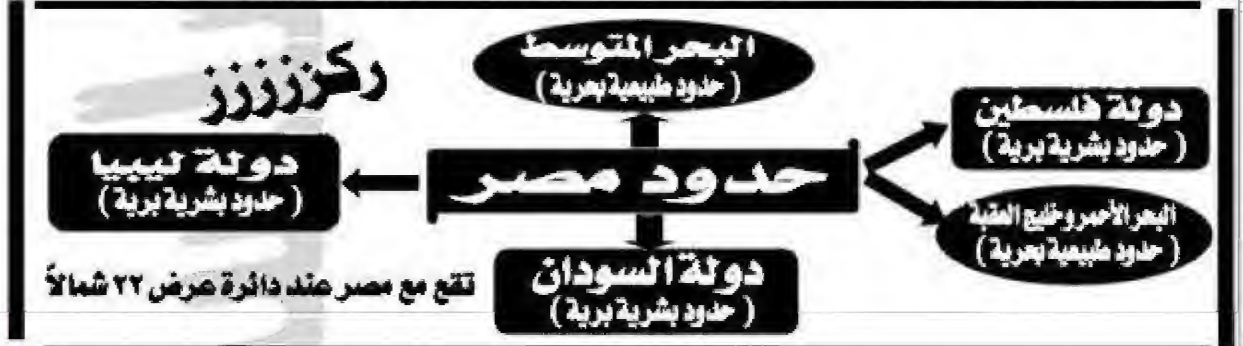 ركزززز
البحر المتوسط
( حدود طبيعية بحرية )
دولة فلسطين
( حدود بشرية برية )
حدود مصر
دولة ليبيا
( حدود بشرية برية )
البحر الأحمر وخليج العقبة
( حدود طبيعية بحرية )
دولة السودان
( حدود بشرية برية )
تقع مع مصر عند دائرة عرض ٢٢ شمالاً